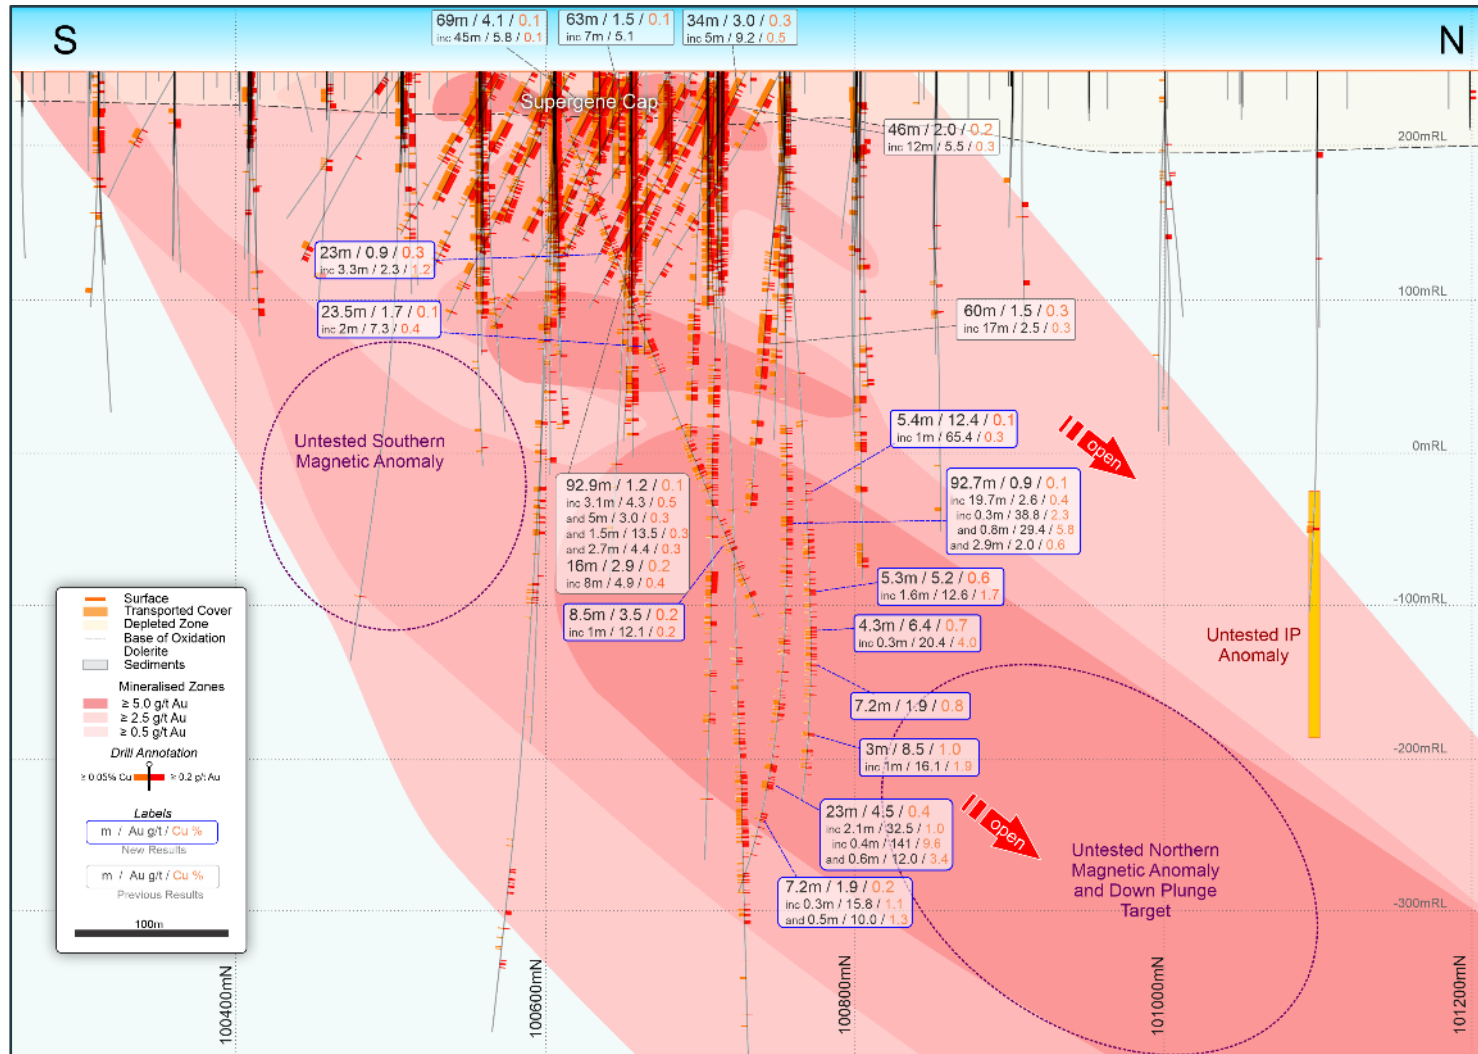 S
N
69m / 4.1 / 0.1
inc 45m / 5.8 / 0.1
63m / 1.5 / 0.1
inc 7m / 5.1
34m / 3.0 / 0.3
inc 5m / 9.2 / 0.5
Supergene Cap
46m / 2.0 / 0.2
inc 12m / 5.5 / 0.3
200mRL
23m / 0.9 / 0.3
inc 3.3m / 2.3 / 1.2
23.5m / 1.7 / 0.1
inc 2m / 7.3 / 0.4
60m / 1.5 / 0.3
inc 17m / 2.5 / 0.3
100mRL
Untested Southern
Magnetic Anomaly
5.4m / 12.4 / 0.1
inc 1m / 65.4 / 0.3
open
0mRL
92.9m / 1.2 / 0.1
inc 3.1m / 4.3 / 0.5
and 5m / 3.0 / 0.3
and 1.5m / 13.5 / 0.3
and 2.7m / 4.4 / 0.3
16m / 2.9 / 0.2
inc 8m / 4.9 / 0.4
92.7m / 0.9 / 0.1
inc 19.7m / 2.6 / 0.4
inc 0.3m / 38.8 / 2.3
and 0.8m / 29.4 / 5.8
and 2.9m / 2.0 / 0.6
8.5m / 3.5 / 0.2
inc 1m / 12.1 / 0.2
5.3m / 5.2 / 0.6
inc 1.6m / 12.6 / 1.7
-100mRL
4.3m / 6.4 / 0.7
inc 0.3m / 20.4 / 4.0
Untested IP
Anomaly
7.2m / 1.9 / 0.8
3m / 8.5 / 1.0
inc 1m / 16.1 / 1.9
-200mRL
23m / 4.5 / 0.4
inc 2.1m / 32.5 / 1.0
inc 0.4m / 141 / 9.6
and 0.6m / 12.0 / 3.4
open
Untested Northern
Magnetic Anomaly
and Down Plunge
Target
7.2m / 1.9 / 0.2
inc 0.3m / 15.8 / 1.1
and 0.5m / 10.0 / 1.3
-300mRL
Surface
Transported Cover
Depleted Zone
Base of Oxidation
Dolerite
Sediments
Mineralised Zones
≥ 5.0 g/t Au
≥ 2.5 g/t Au
≥ 0.5 g/t Au
Drill Annotation
≥ 0.05% Cu
≥ 0.2 g/t Au
Labels
m / Au g/t / Cu %
New Results
m / Au g/t / Cu %
Previous Results
100m
100400mN
100600mN
100800mN
101000mN
101200mN